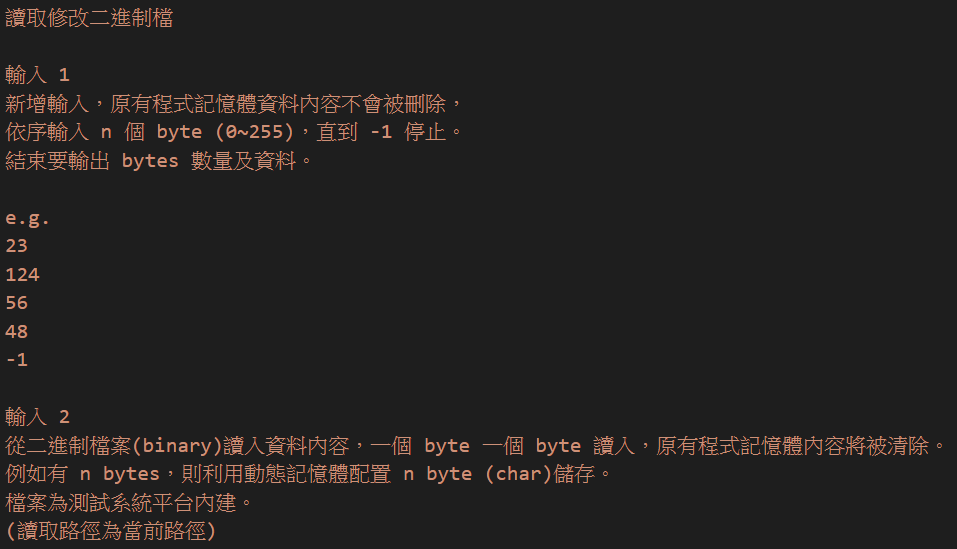 讀取修改二進制檔
輸入 1
新增輸入，原有程式記憶體資料內容不會被刪除，
依序輸入 n 個 byte (0~255)，直到 -1 停止。
結束要輸出 bytes 數量及資料。
e.g.
23
124
56
48
-1
輸入 2
從二進制檔案(binary)讀入資料內容，一個 byte 一個 byte 讀入，原有程式記憶體內容將被清除。
例如有 n bytes，則利用動態記憶體配置 n byte (char)儲存。
檔案為測試系統平台內建。
(讀取路徑為當前路徑)